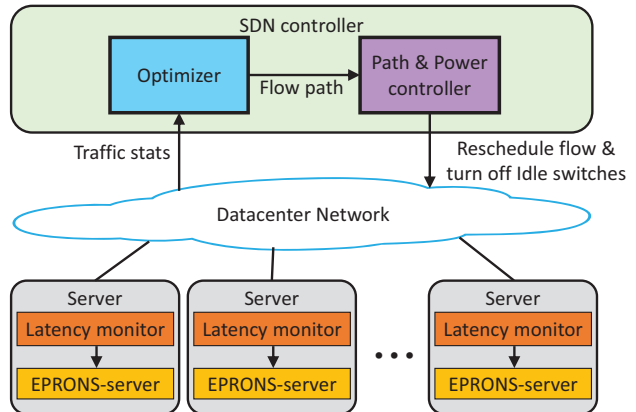 SDN controller
Optimizer
Flow path
Path & Power
controller
Traffic stats
Reschedule flow &
turn off Idle switches
Datacenter Network
Server
Latency monitor
EPRONS-server
Server
Latency monitor
EPRONS-server
Server
Latency monitor
EPRONS-server